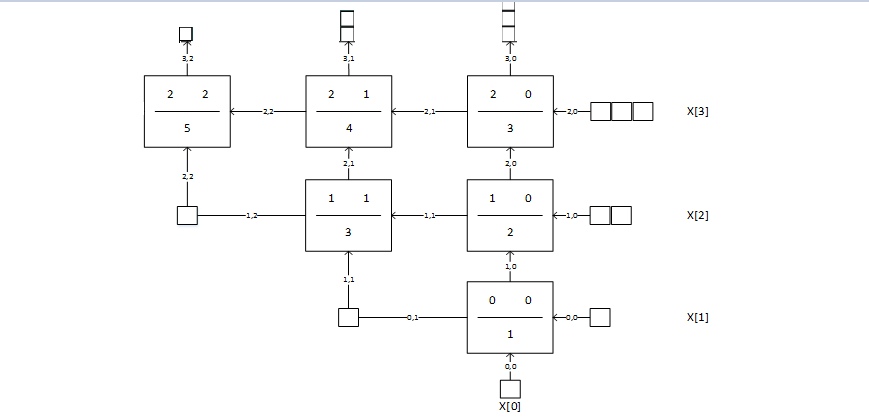 3,2 3,1 3,0
2 2 2 1 2 0
2,2 2,1 2,0 X[3]
5 4 3
2,2 2,1 2,0
1 1 1 0
1,2 1,1 1,0 X[2]
3 2
1,1 1,0
0 0
0,1 0,0 X[1]
1
0,0
X[0]